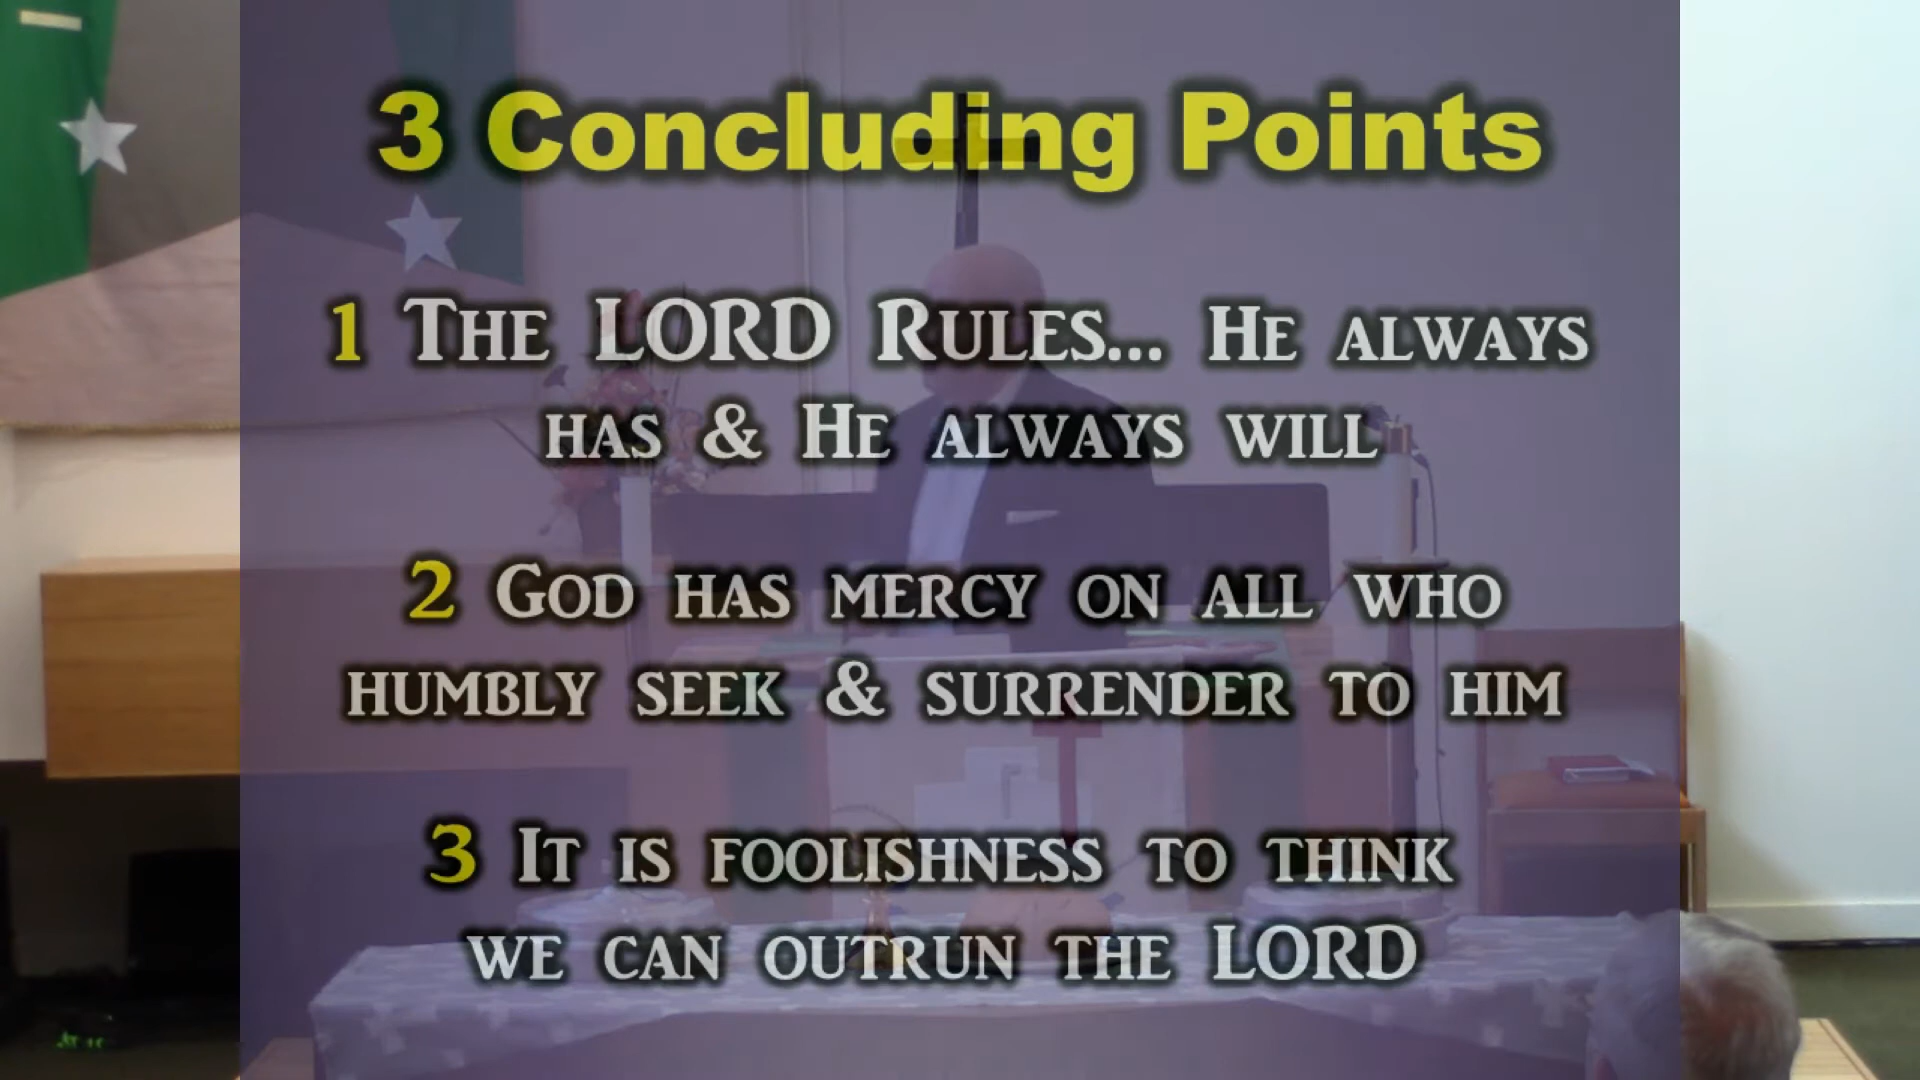 3 Concluding Points
1 The LORD Rules... He always
has & He always will
2 God has mercy on all who
humbly seek & surrender to Him
3 It is foolishness to think
we can outrun the LORD